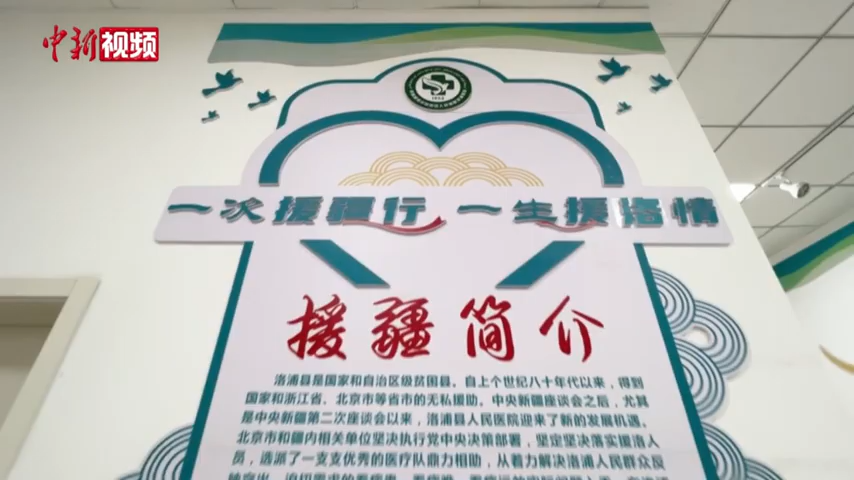 中新视频
一次援疆行 一生援洛情
援疆简介
洛浦县是国家和自治区级贫困县。自上个世纪八十年代以来，得到
国家和浙江省、北京市等省市的无私援助。中央新疆座谈会之后，尤其
是中央新疆第二次座谈会以来，洛浦县人民医院迎来了新的发展机遇。
北京市和疆内相关单位坚决执行党中央决策部署，坚定坚决落实援洛人
员，选派了一支支优秀的医疗队鼎力相助，从着力解决洛浦人民群众反